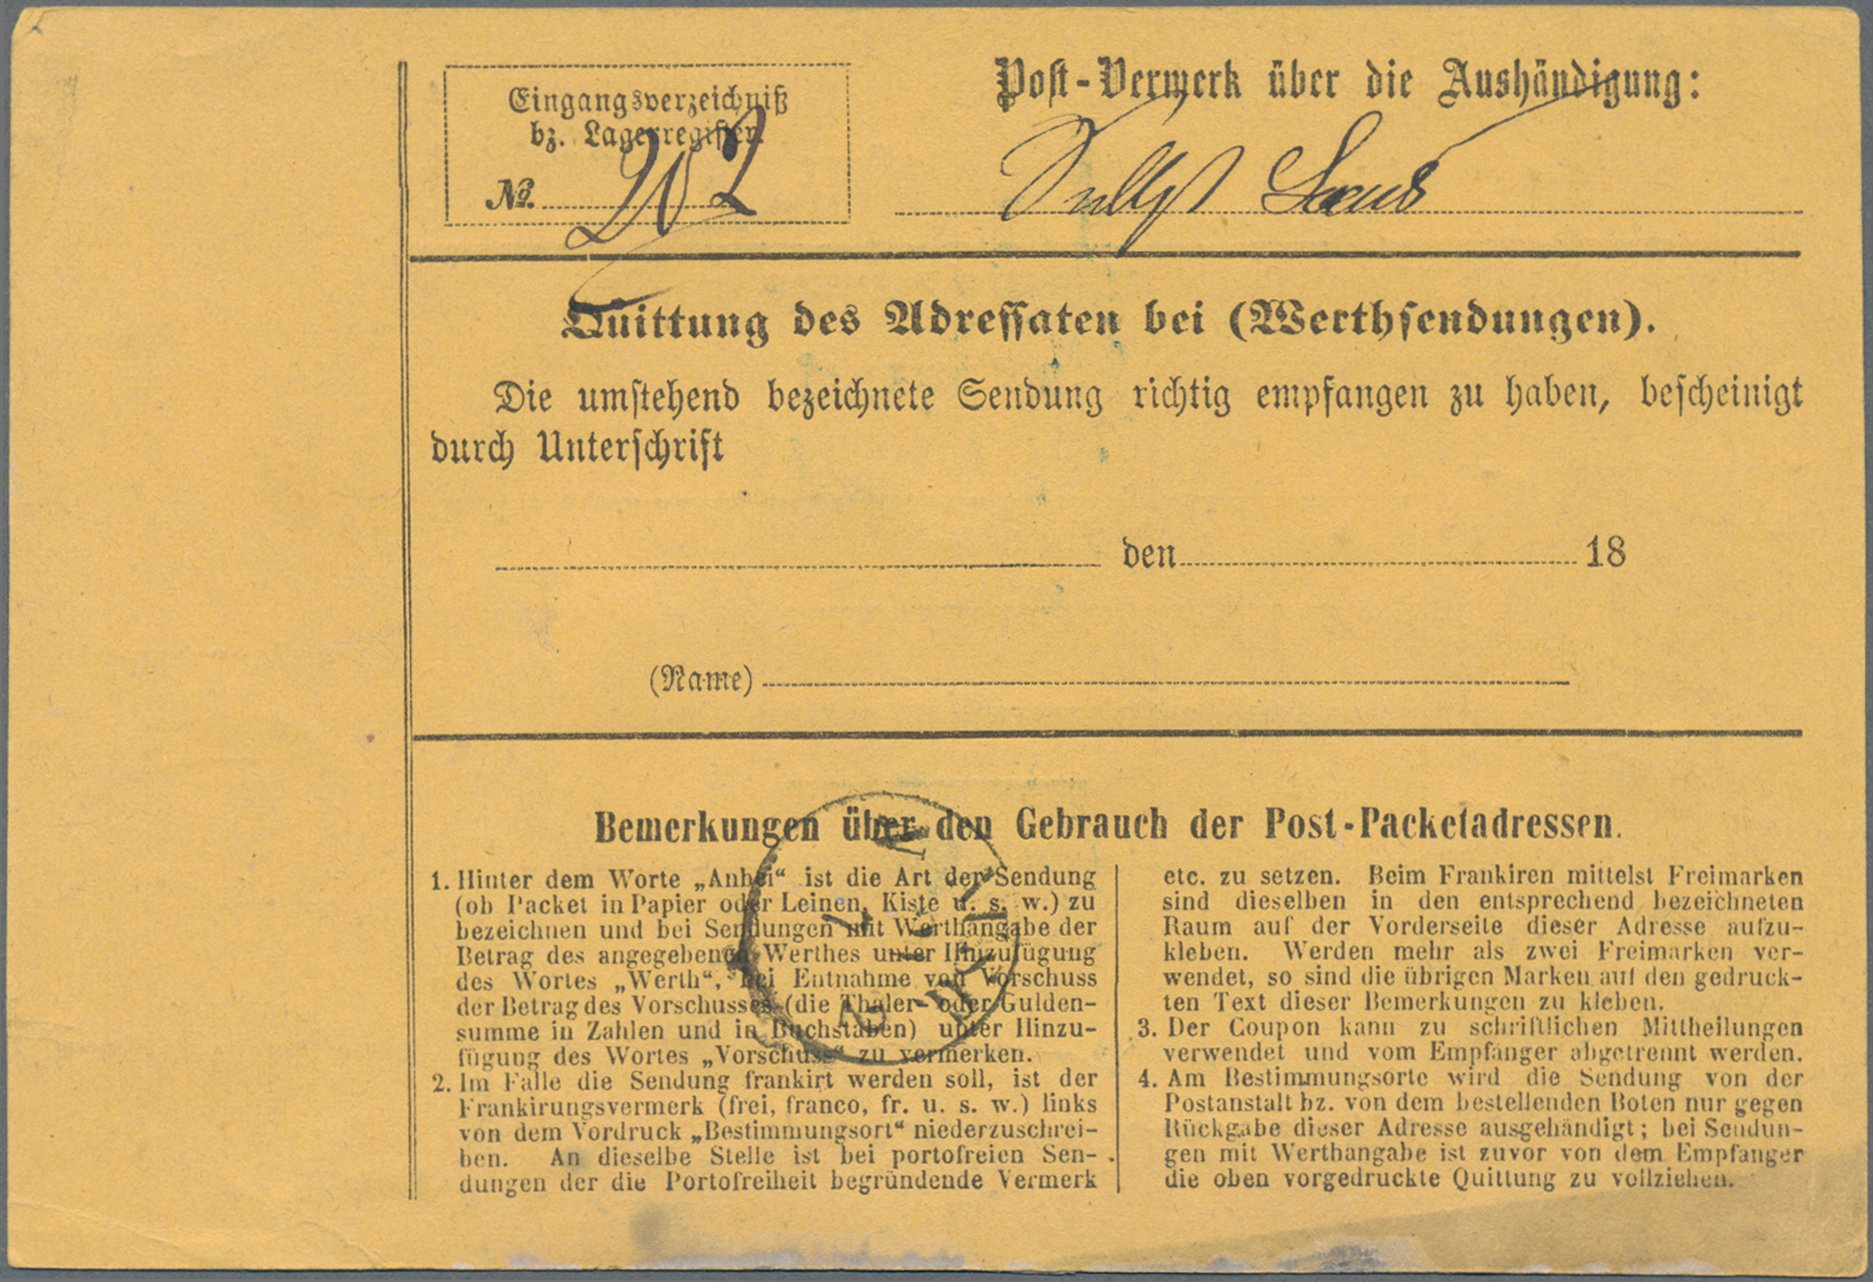 Eingangsverzeichniß
bz. Lagerregister.
No. 202
Post-Vermerk über die Aushändigung:
Quittung des Adressaten bei (Werthsendungen).
Die umstehend bezeichnete Sendung richtig empfangen zu haben, bescheinigt
durch Unterschrift
den 18
(Name)
Bemerkungen über den Gebrauch der Post-Packetadressen.
1. Hinter dem Worte „Anbei“ ist die Art der Sendung
(ob Packet in Papier oder Leinen, Kiste u. s. w.) zu
bezeichnen und bei Sendungen mit Werthangabe der
Betrag des angegebenen Werthes unter Hinzufügung
des Wortes „Werth“, bei Entnahme von Vorschuss
der Betrag des Vorschusses (die Thaler- oder Gulden-
summe in Zahlen und in Buchstaben) unter Hinzu-
fügung des Wortes „Vorschuss“ zu vermerken.
2. Im Falle die Sendung frankirt werden soll, ist der
Frankirungsvermerk (frei, franco, fr. u. s. w.) links
von dem Vordruck „Bestimmungsort“ niederzuschrei-
ben. An dieselbe Stelle ist bei portofreien Sen-
dungen der die Portofreiheit begründende Vermerk
etc. zu setzen. Beim Frankiren mittelst Freimarken
sind dieselben in den entsprechend bezeichneten
Raum auf der Vorderseite dieser Adresse aufzu-
kleben. Werden mehr als zwei Freimarken ver-
wendet, so sind die übrigen Marken auf den gedruck-
ten Text dieser Bemerkungen zu kleben.
3. Der Coupon kann zu schriftlichen Mittheilungen
verwendet und vom Empfänger abgetrennt werden.
4. Am Bestimmungsorte wird die Sendung von der
Postanstalt bz. von dem bestellenden Boten nur gegen
Rückgabe dieser Adresse ausgehändigt; bei Sendun-
gen mit Werthangabe ist zuvor von dem Empfänger
die oben vorgedruckte Quittung zu vollziehen.